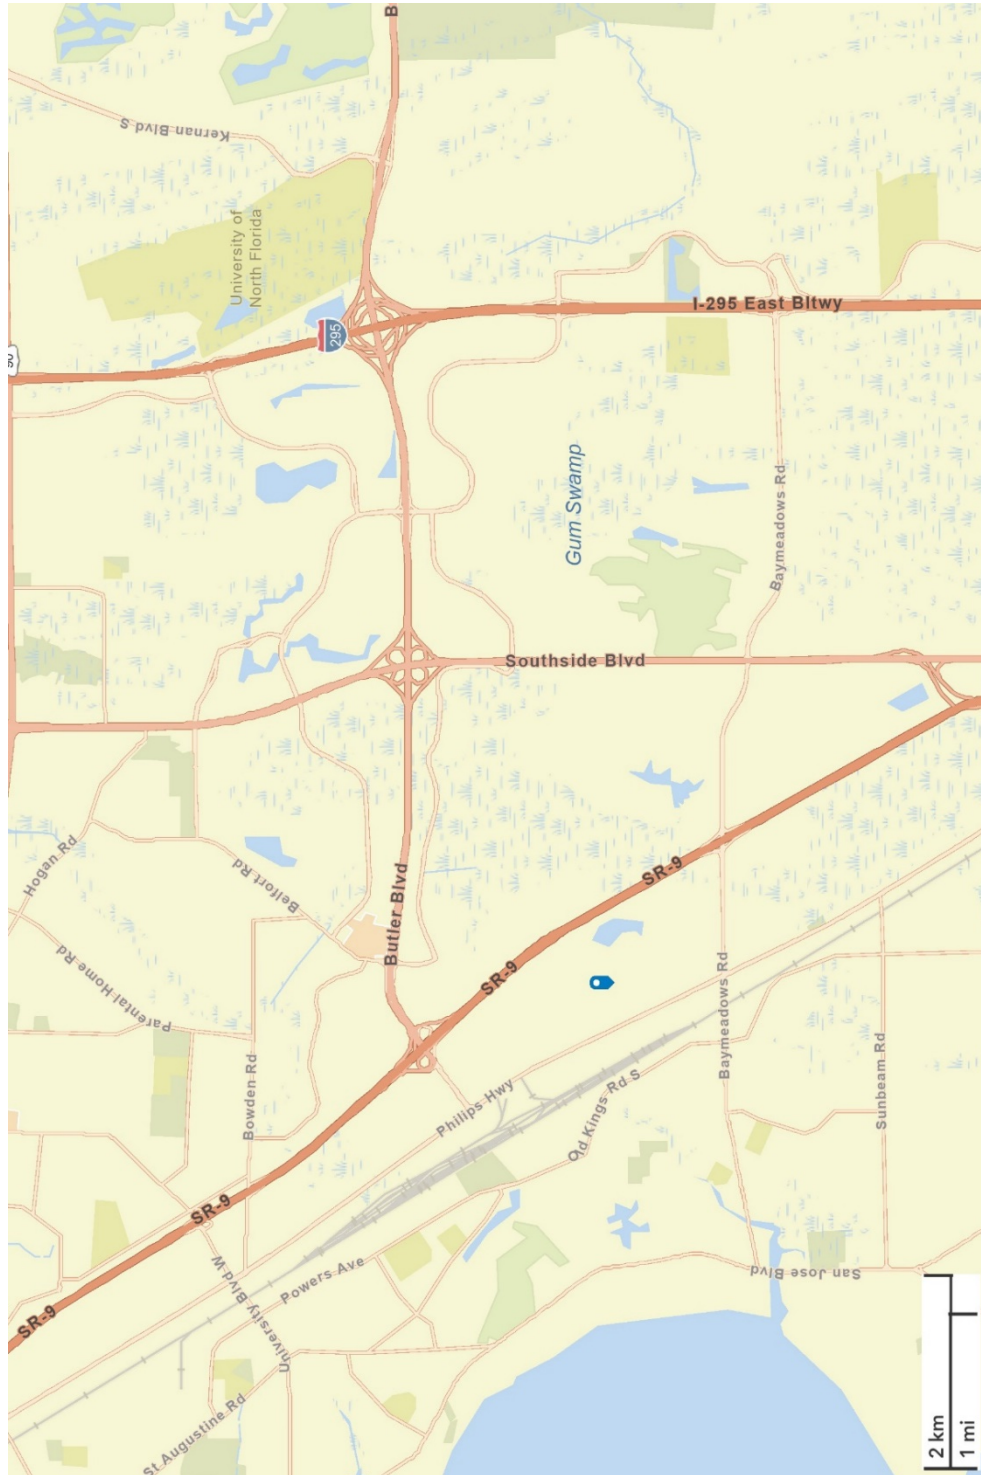 B
Kernan Blvd S
University of
North Florida
295
I-295 East Bltwy
Gum Swamp
Baymeadows Rd
Southside Blvd
Hogan Rd
Belfort Rd
Butler Blvd
SR-9
Parental Home Rd
SR-9
Bowden Rd
Phillips Hwy
Old Kings Rd S
Baymeadows Rd
Sunbeam Rd
SR-9
University Blvd W
Powers Ave
San Jose Blvd
SR-9
St Augustine Rd
2 km
1 mi